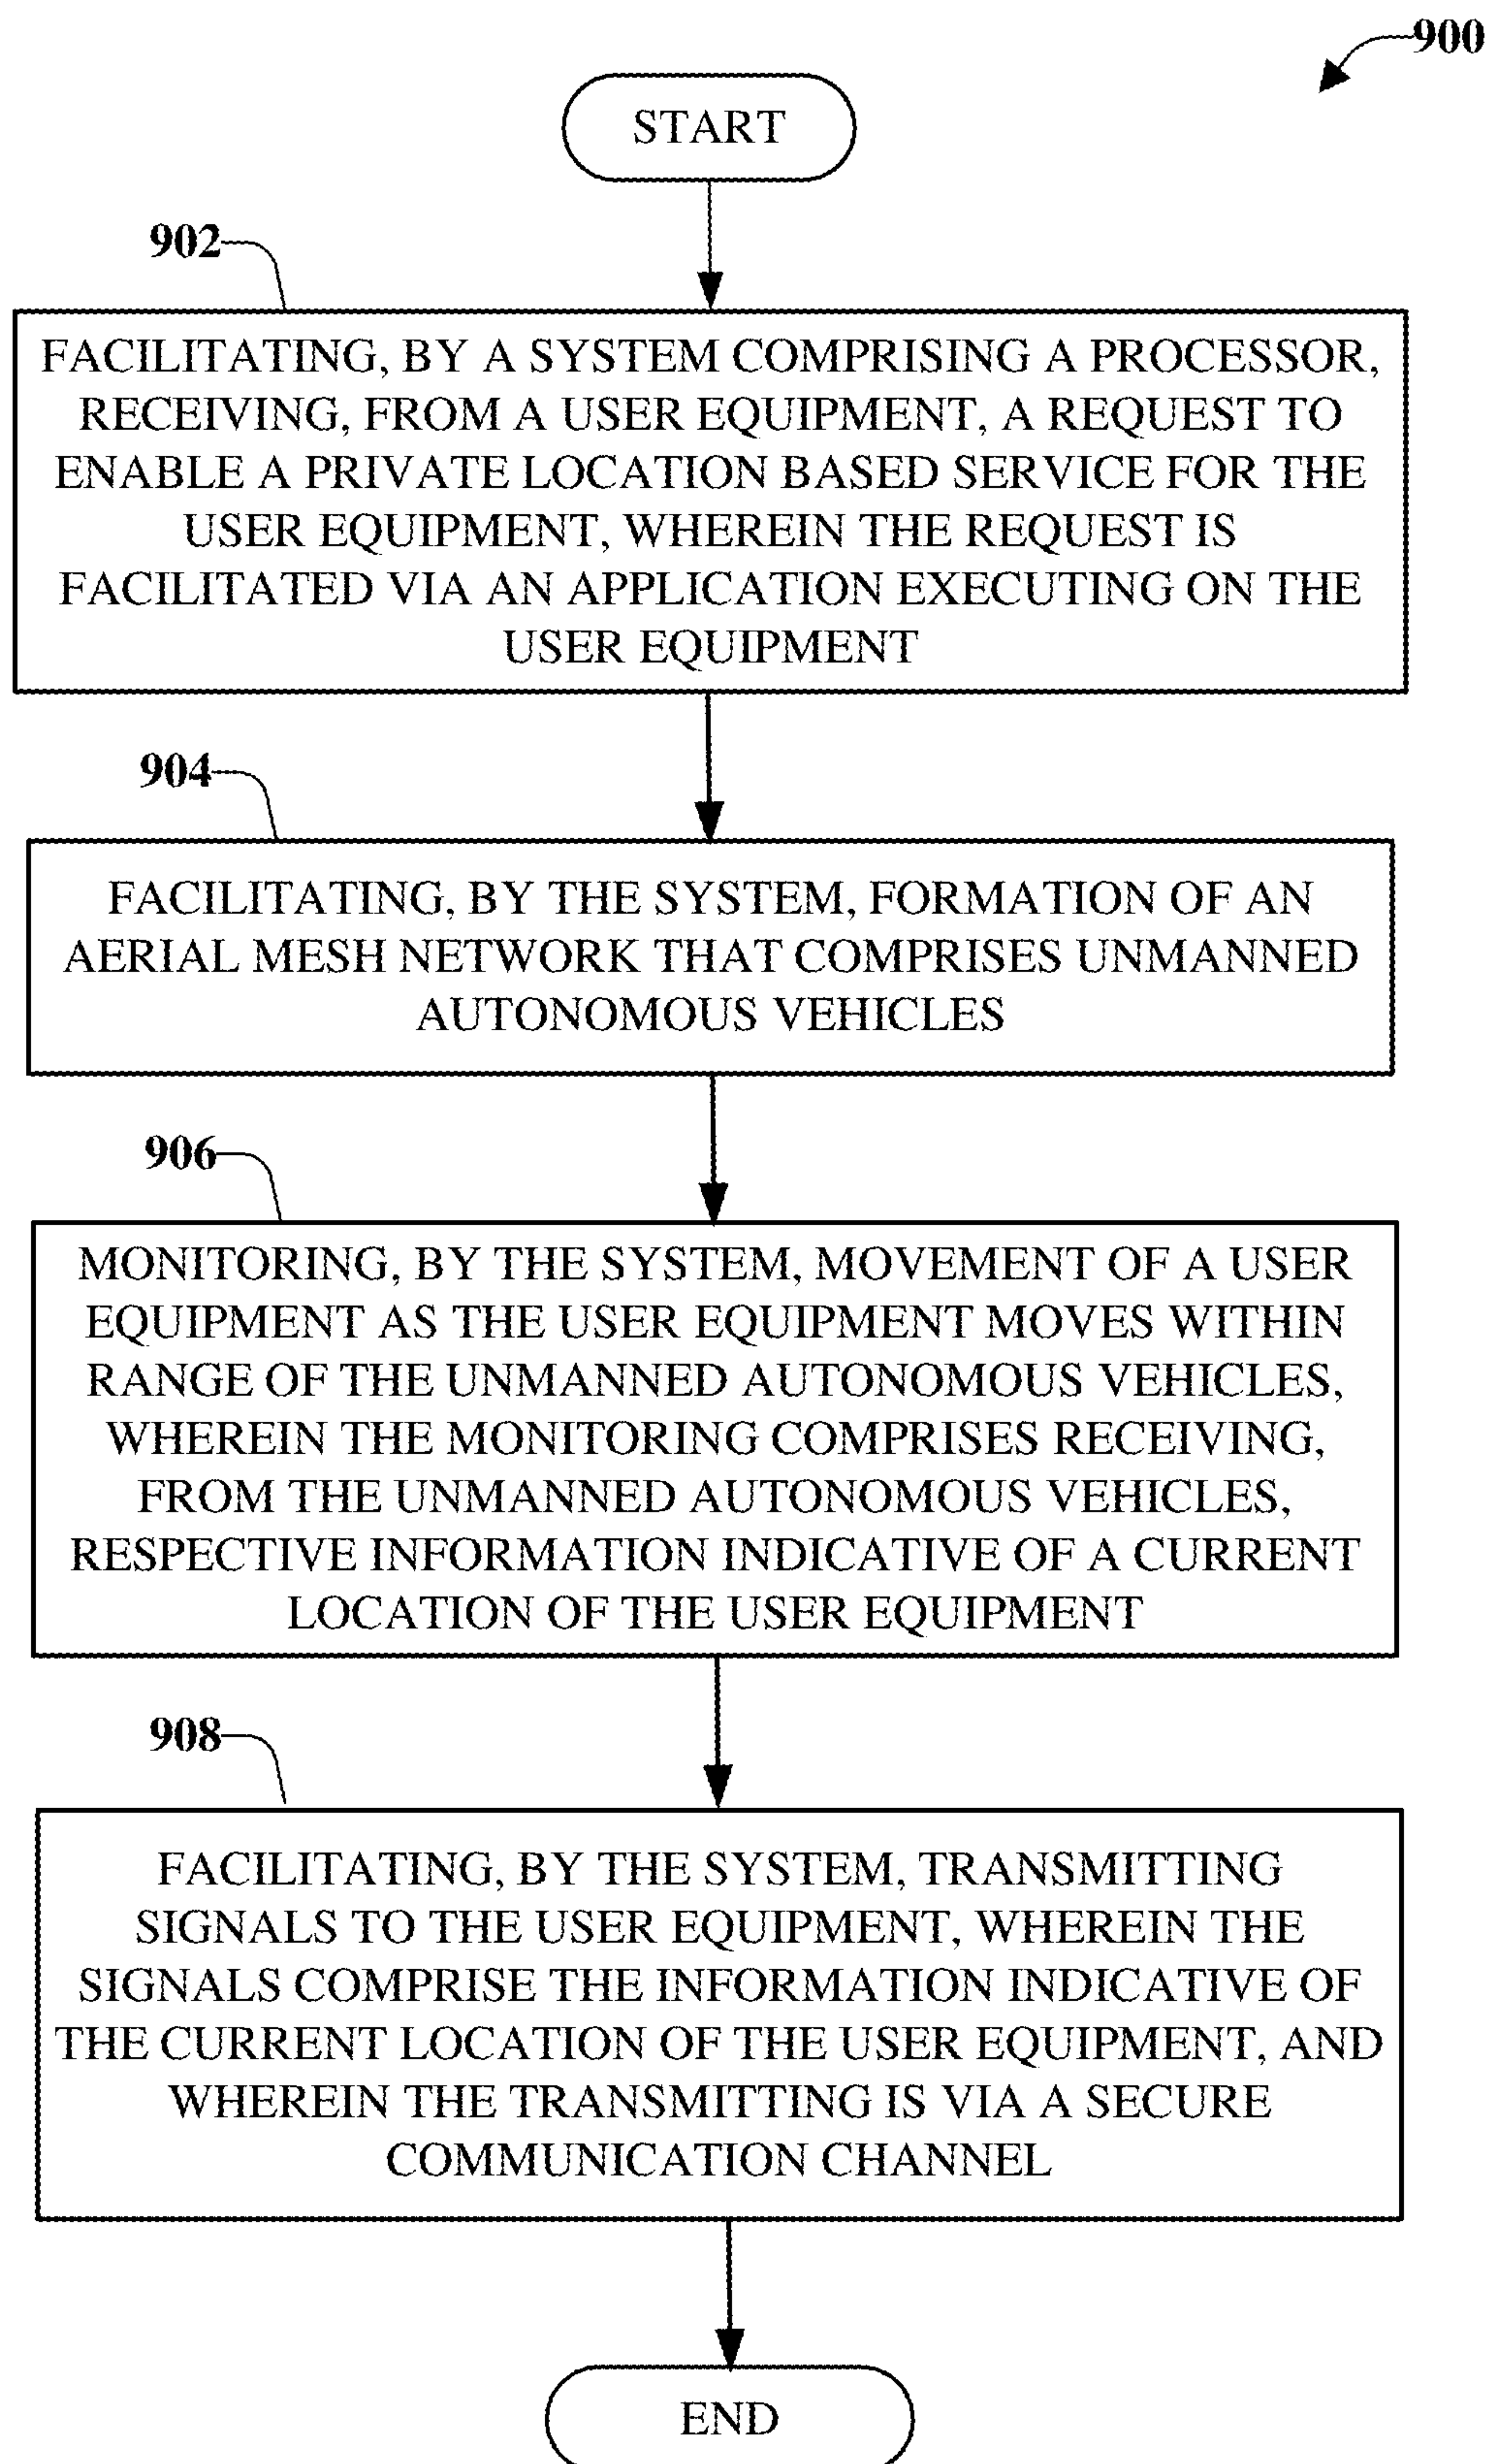 900
START
902
FACILITATING, BY A SYSTEM COMPRISING A PROCESSOR,
RECEIVING, FROM A USER EQUIPMENT, A REQUEST TO
ENABLE A PRIVATE LOCATION BASED SERVICE FOR THE
USER EQUIPMENT, WHEREIN THE REQUEST IS
FACILITATED VIA AN APPLICATION EXECUTING ON THE
USER EQUIPMENT
904
FACILITATING, BY THE SYSTEM, FORMATION OF AN
AERIAL MESH NETWORK THAT COMPRISES UNMANNED
AUTONOMOUS VEHICLES
906
MONITORING, BY THE SYSTEM, MOVEMENT OF A USER
EQUIPMENT AS THE USER EQUIPMENT MOVES WITHIN
RANGE OF THE UNMANNED AUTONOMOUS VEHICLES,
WHEREIN THE MONITORING COMPRISES RECEIVING,
FROM THE UNMANNED AUTONOMOUS VEHICLES,
RESPECTIVE INFORMATION INDICATIVE OF A CURRENT
LOCATION OF THE USER EQUIPMENT
908
FACILITATING, BY THE SYSTEM, TRANSMITTING
SIGNALS TO THE USER EQUIPMENT, WHEREIN THE
SIGNALS COMPRISE THE INFORMATION INDICATIVE OF
THE CURRENT LOCATION OF THE USER EQUIPMENT, AND
WHEREIN THE TRANSMITTING IS VIA A SECURE
COMMUNICATION CHANNEL
END